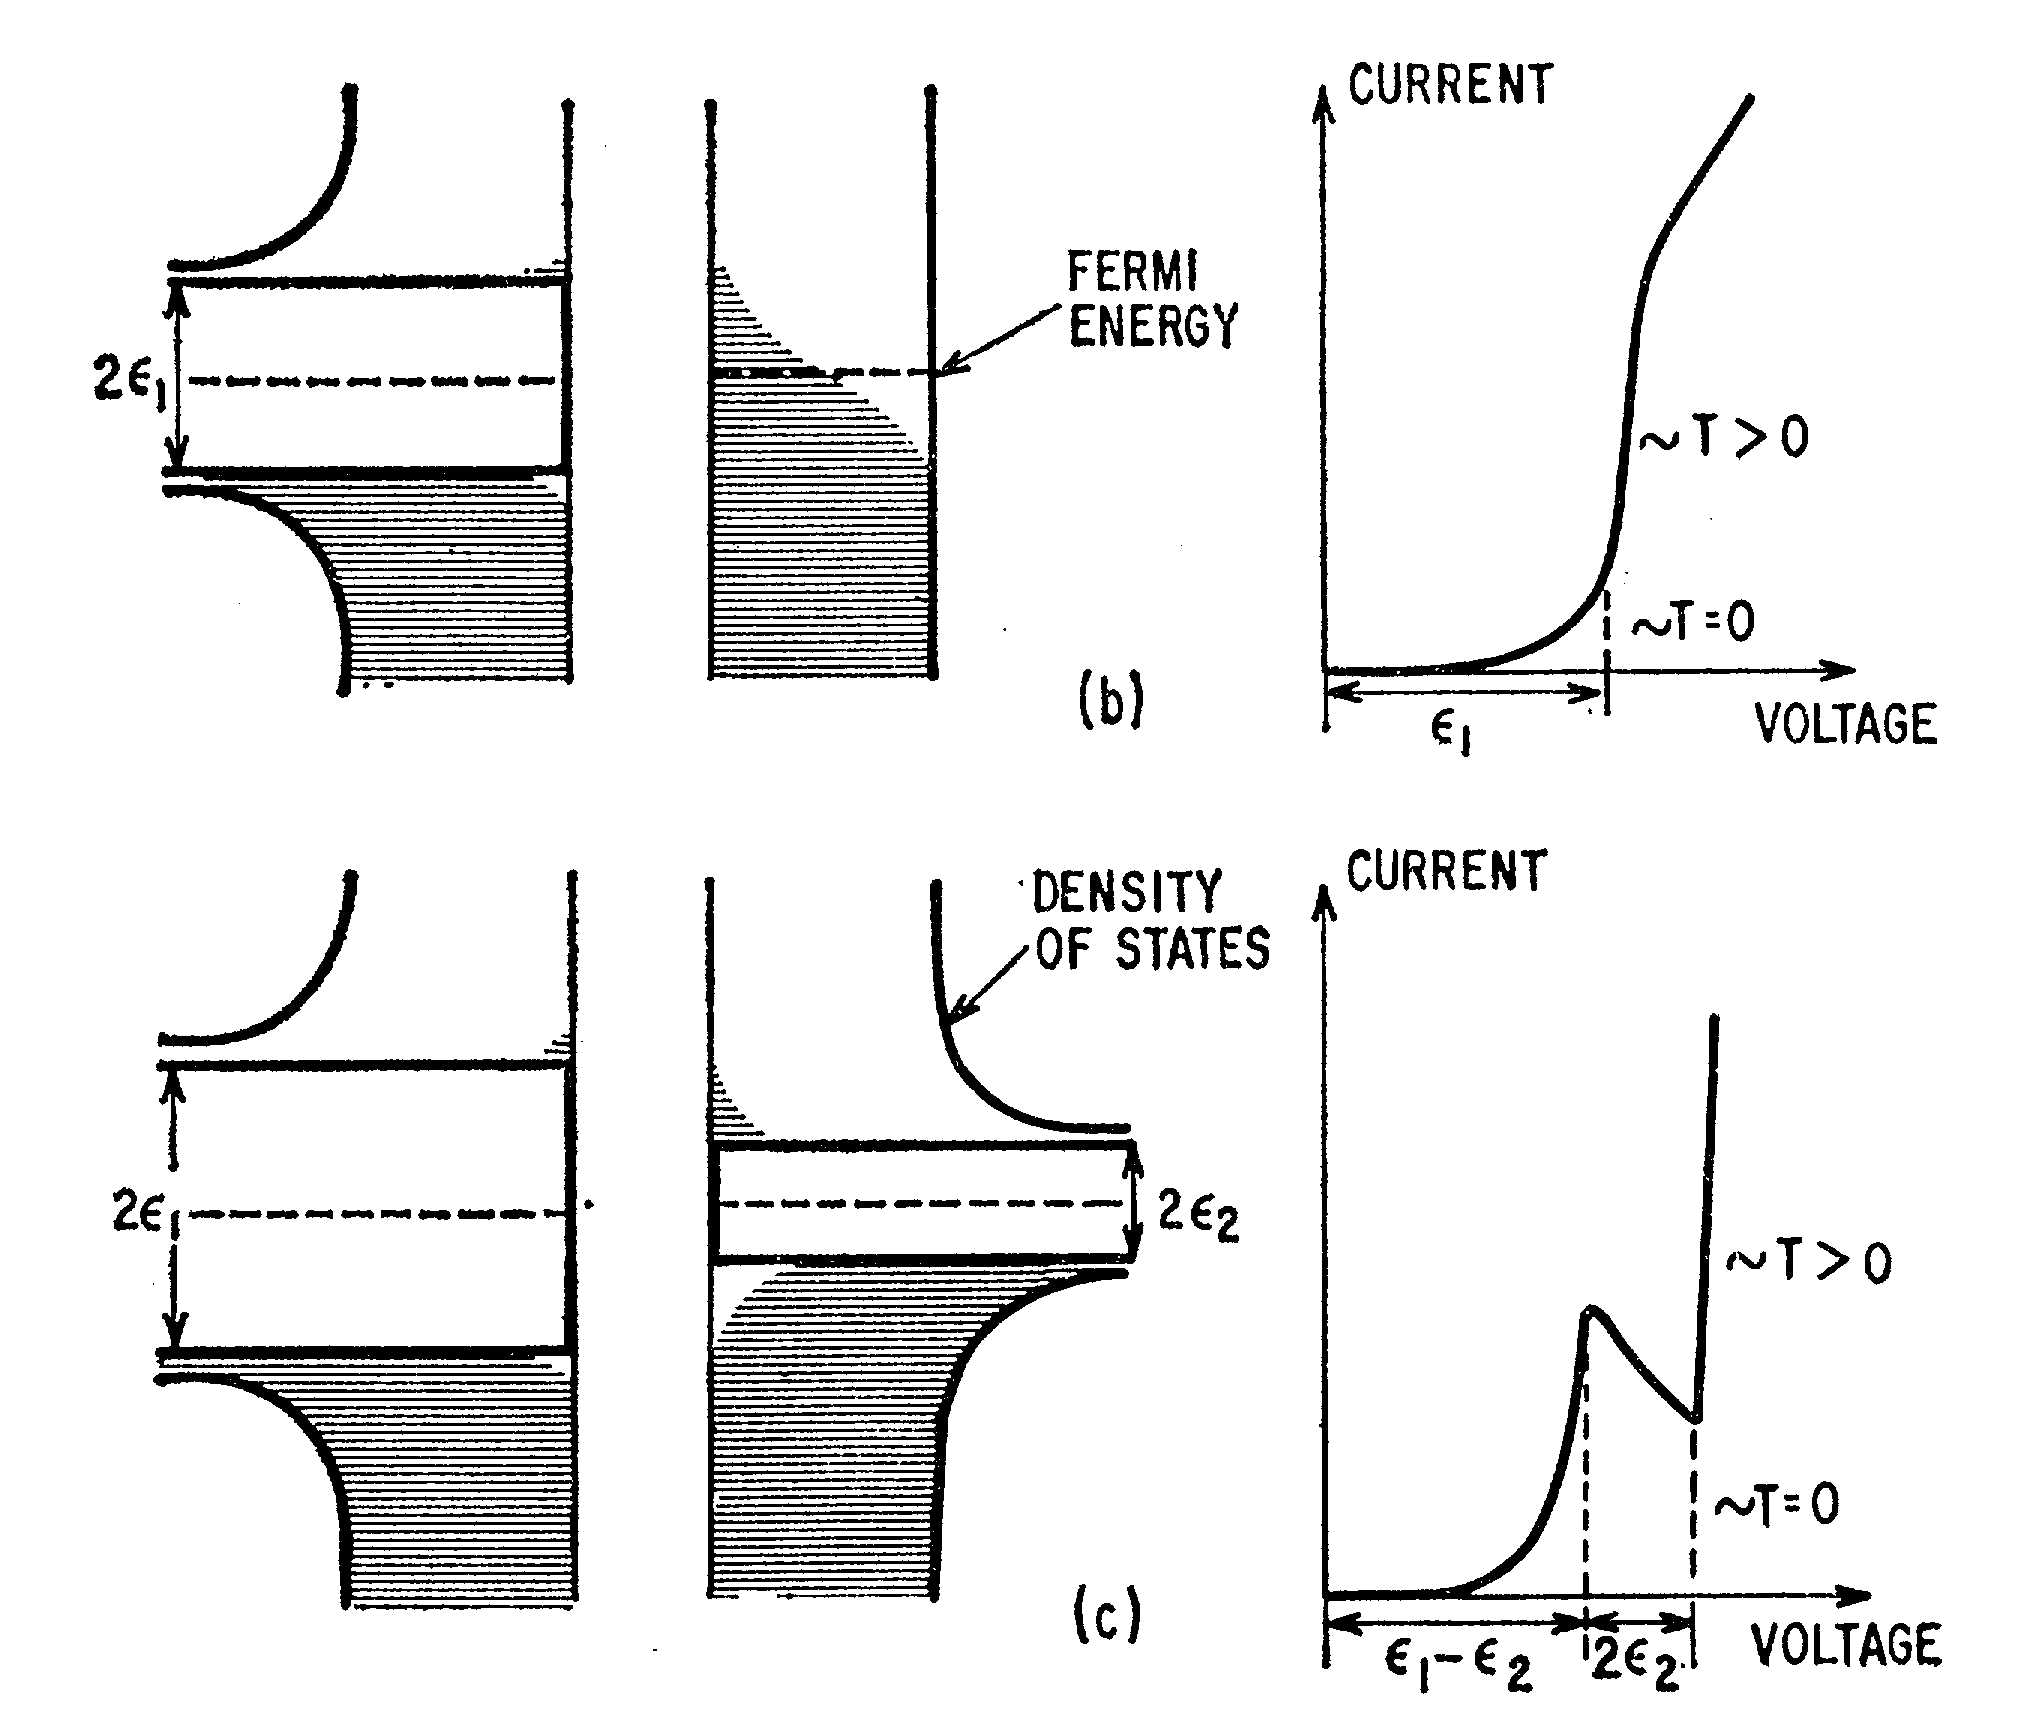 CURRENT
FERMI
ENERGY
2ϵ₁
~T > 0
~T = 0
(b)
ϵ₁
VOLTAGE
CURRENT
DENSITY
OF STATES
2ϵ₁
2ϵ₂
~T > 0
~T = 0
(c)
ϵ₁-ϵ₂
2ϵ₂
VOLTAGE